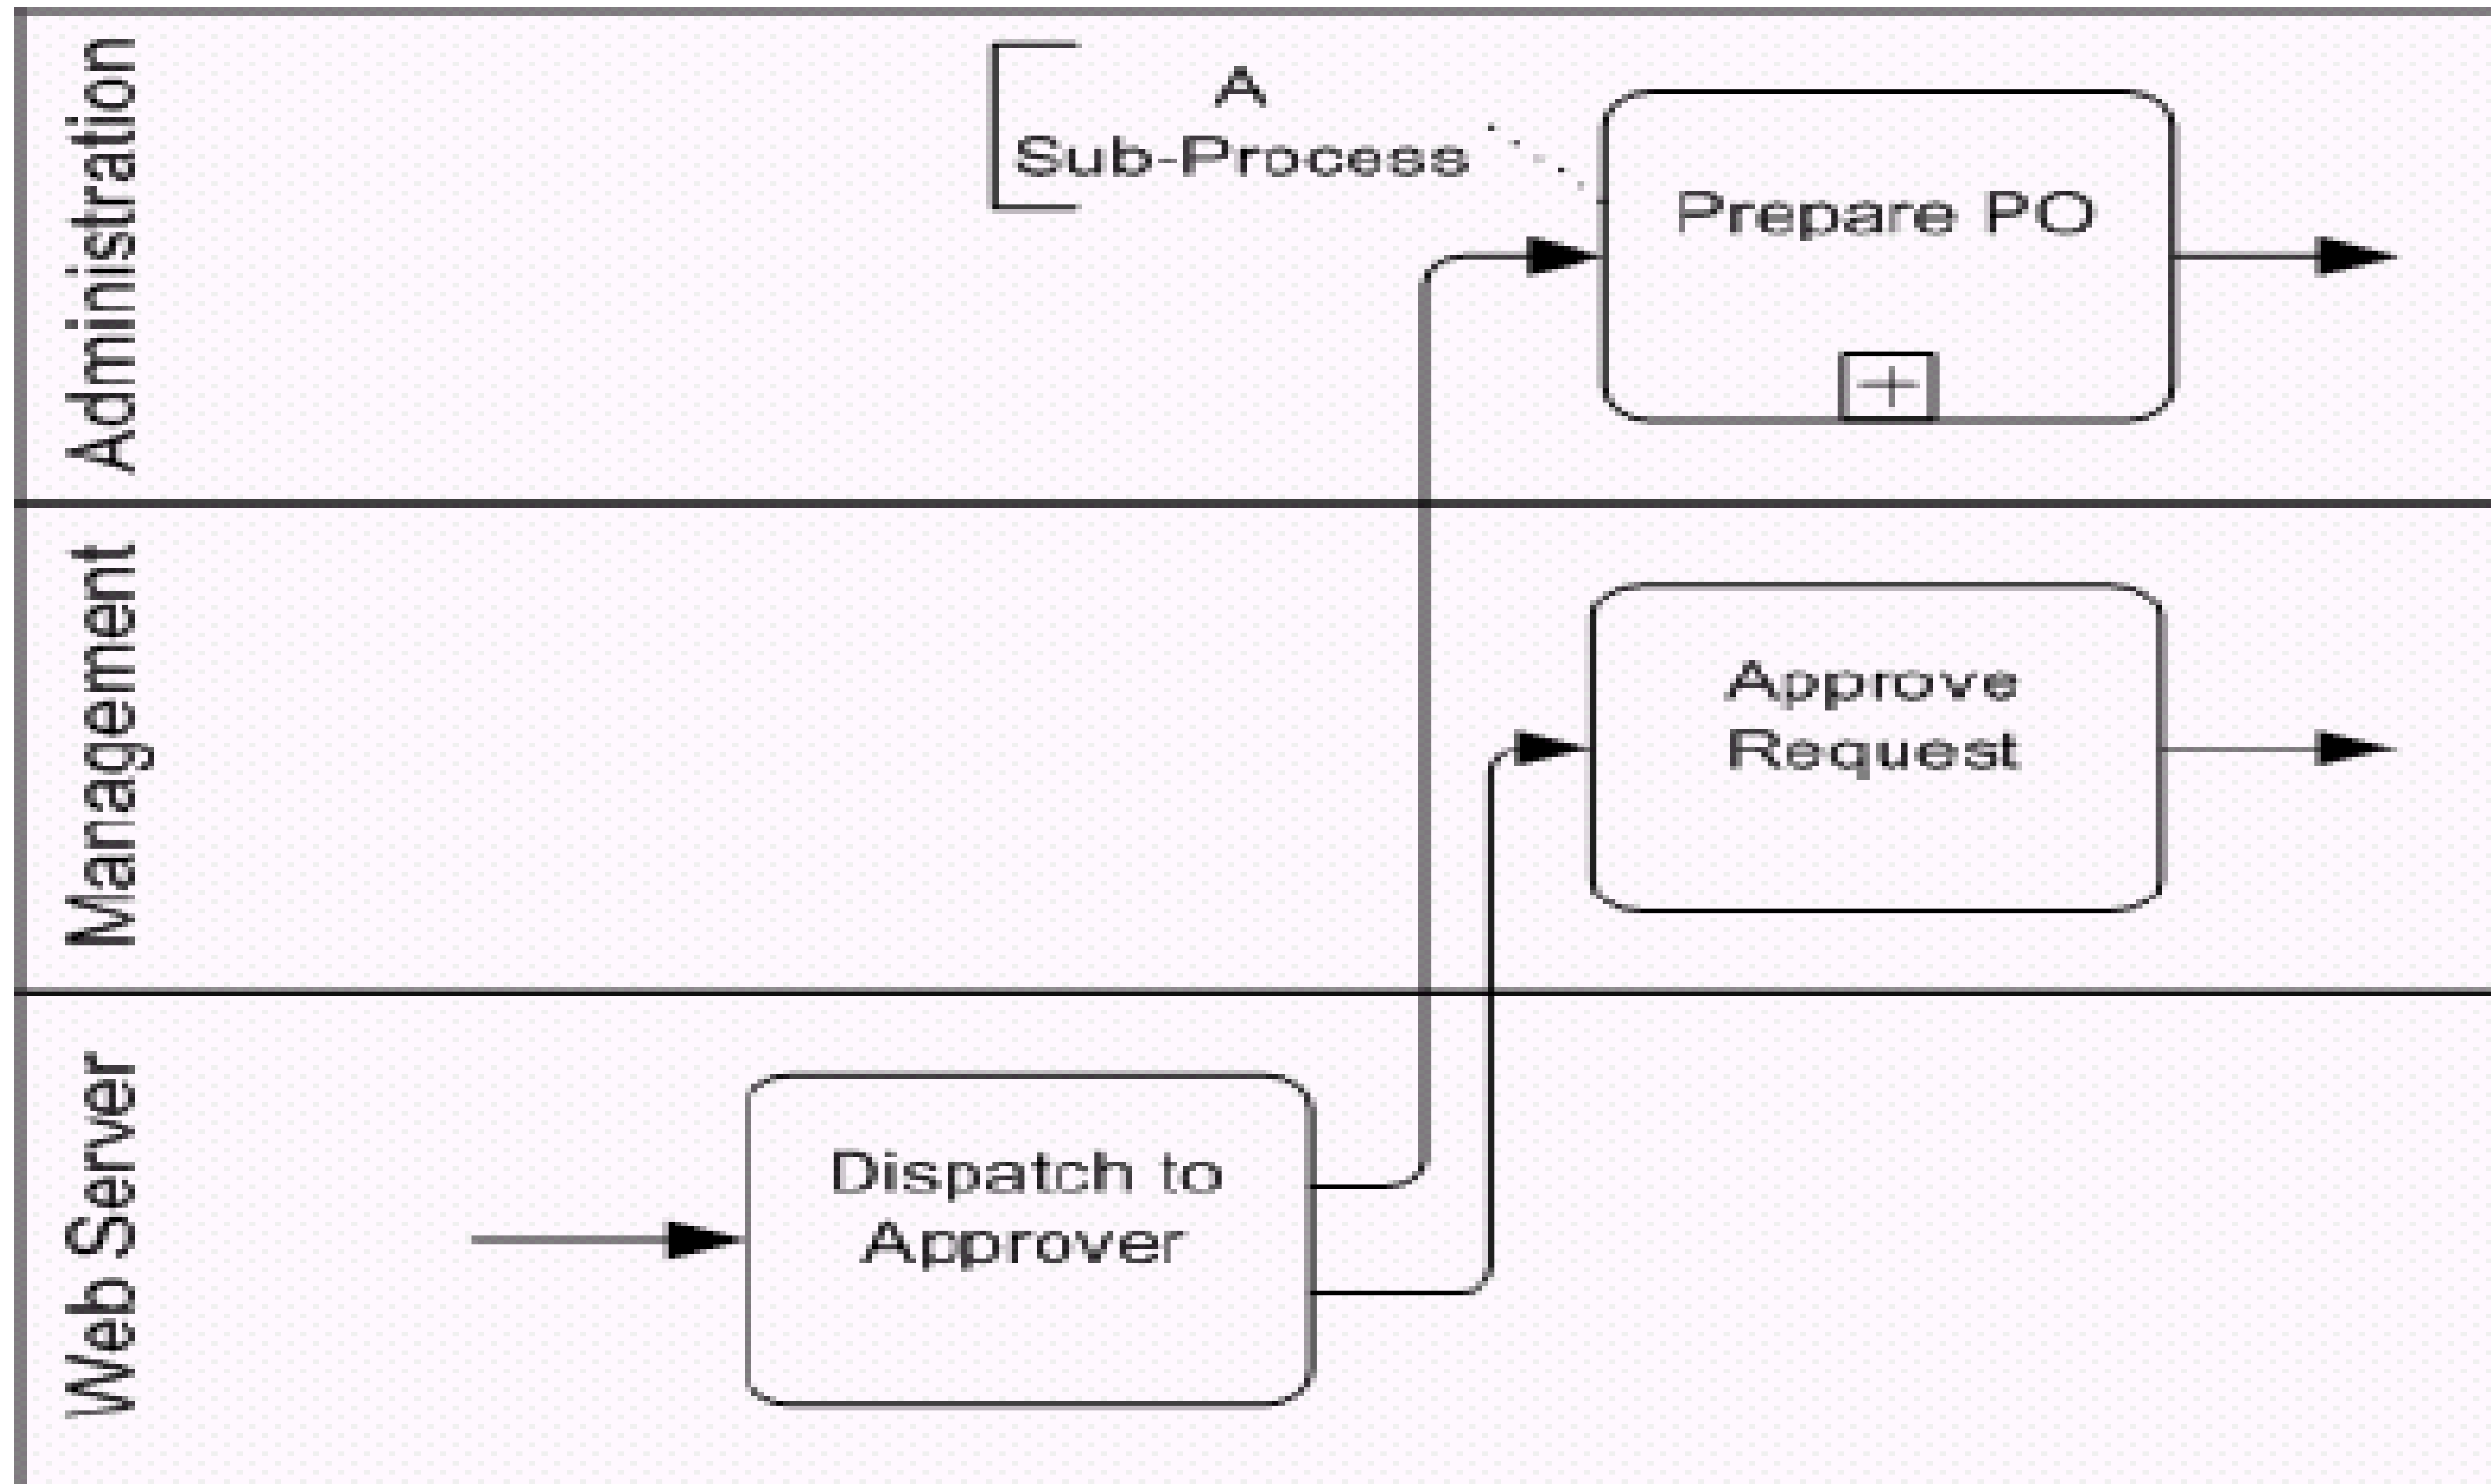 Administration
A
Sub-Process
Prepare PO
Management
Approve
Request
Web Server
Dispatch to
Approver